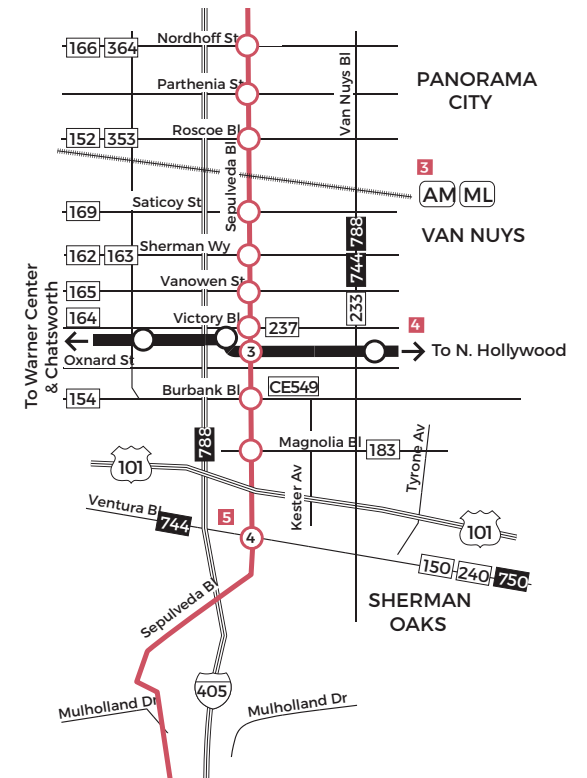 Nordhoff St
166 364
Van Nuys Bl
Parthenia St
PANORAMA
CITY
Roscoe Bl
152 353
Sepulveda Bl
3
AM ML
Saticoy St
169
788
VAN NUYS
Sherman Wy
162 163
744
Vanowen St
165
233
164
Victory Bl
237
4
To Warner Center
& Chatsworth
3
To N. Hollywood
Oxnard St
Burbank Bl
CE549
154
788
Magnolia Bl
183
Tyrone Av
101
Kester Av
Ventura Bl
744
5
4
101
150 240 750
Sepulveda Bl
SHERMAN
OAKS
405
Mulholland Dr
Mulholland Dr